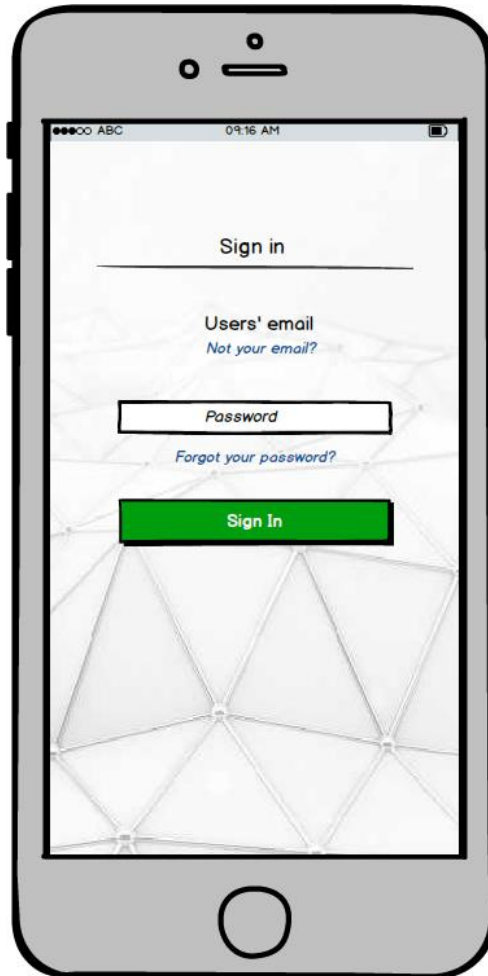 ABC 09:16 AM
Sign in
Users' email
Not your email?
Password
Forgot your password?
Sign In